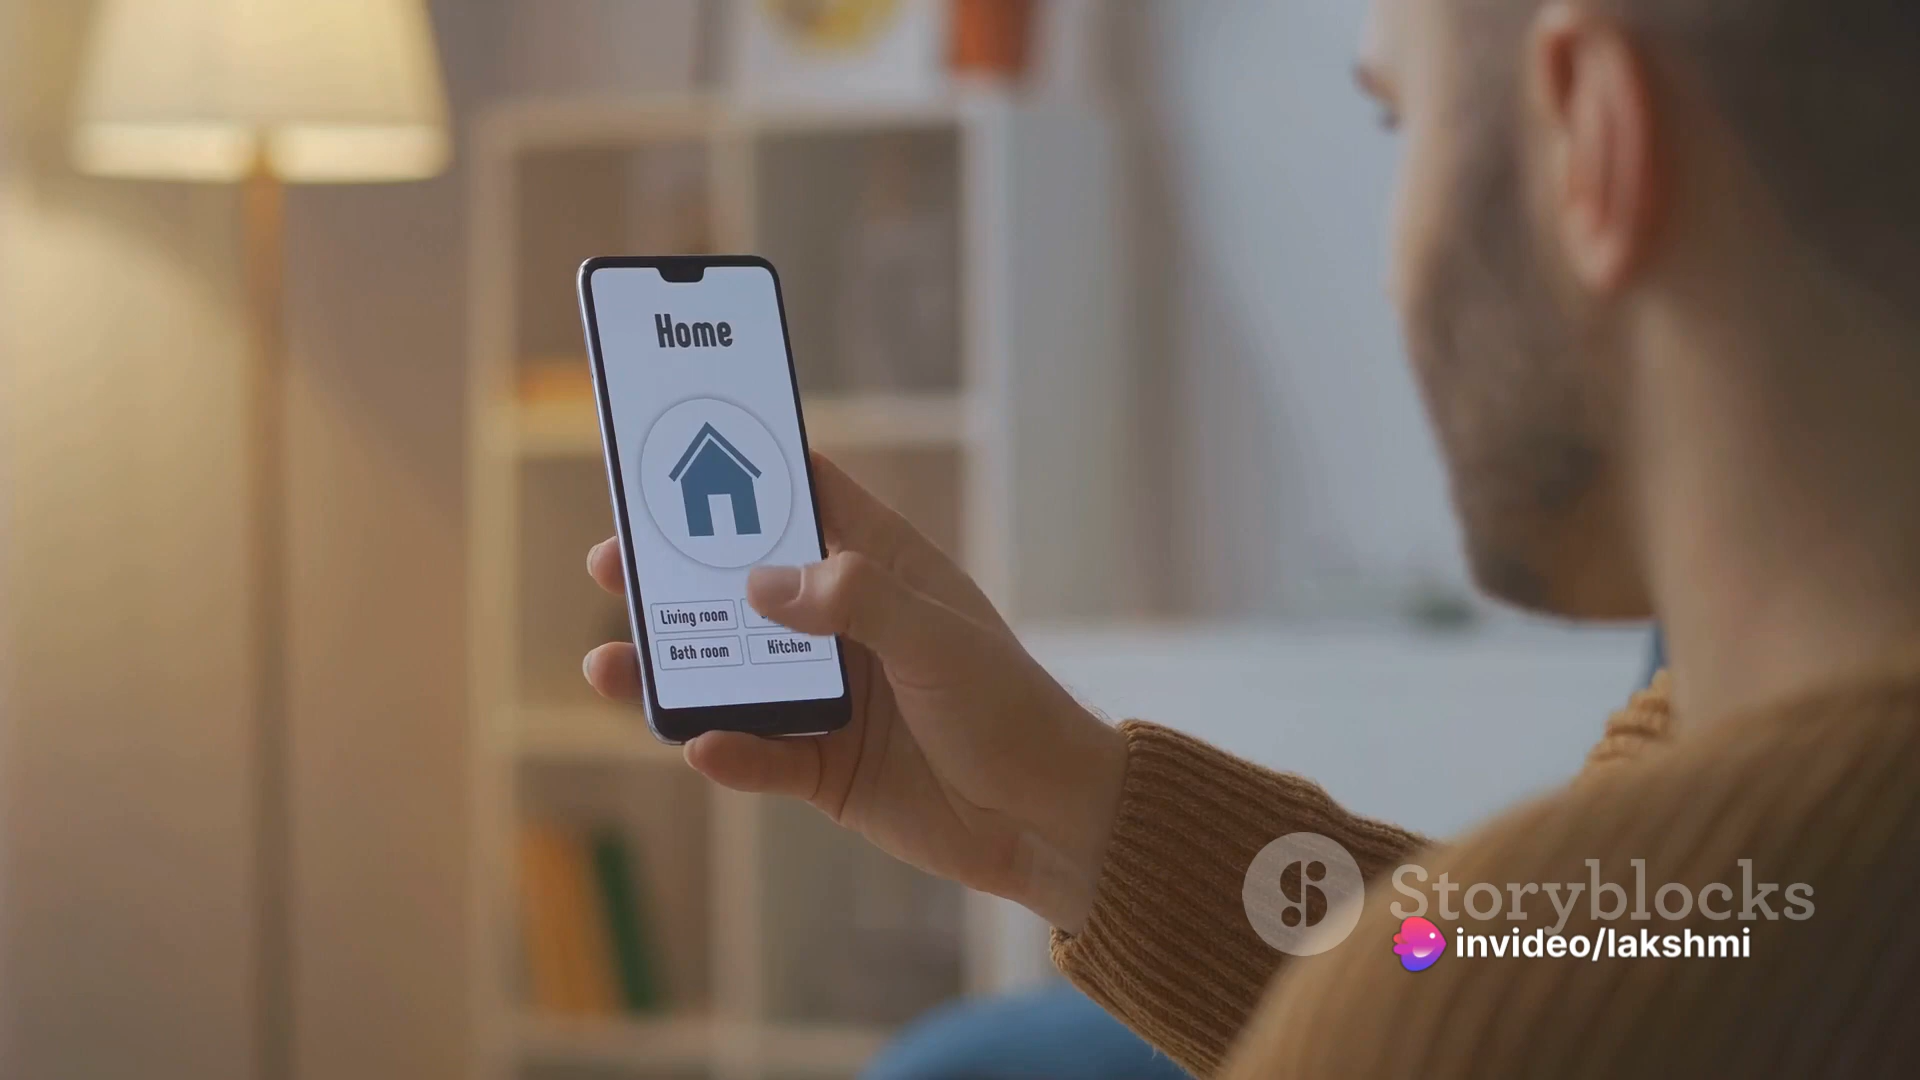 Home
Living room
Bath room
Kitchen
Storyblocks
invideo/lakshmi